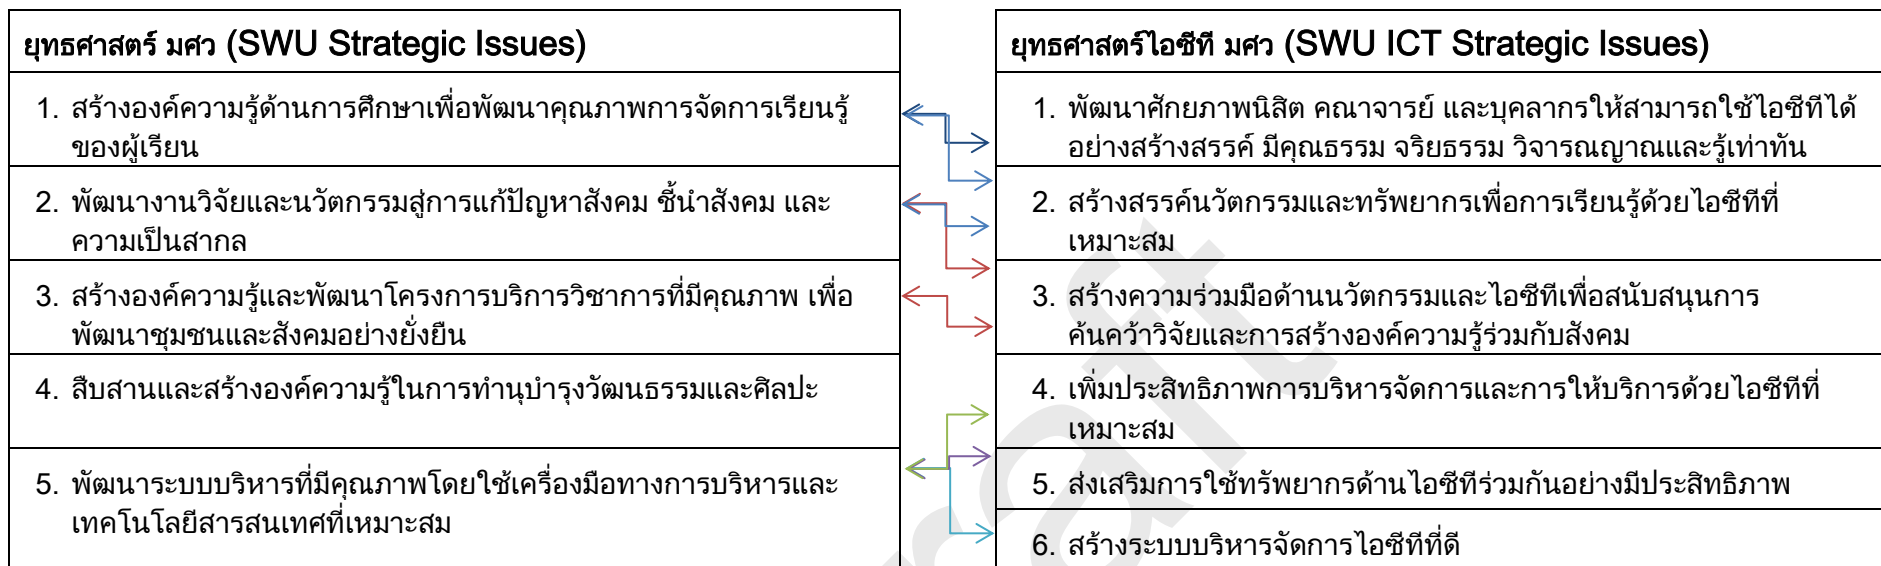 ยุทธศาสตร์ มศว (SWU Strategic Issues)
1. สร้างองค์ความรู้ด้านการศึกษาเพื่อพัฒนาคุณภาพการจัดการเรียนรู้
ของผู้เรียน
2. พัฒนางานวิจัยและนวัตกรรมสู่การแก้ปัญหาสังคม ชี้นำสังคม และ
ความเป็นสากล
3. สร้างองค์ความรู้และพัฒนาโครงการบริการวิชาการที่มีคุณภาพ เพื่อ
พัฒนาชุมชนและสังคมอย่างยั่งยืน
4. สืบสานและสร้างองค์ความรู้ในการทำนุบำรุงวัฒนธรรมและศิลปะ
5. พัฒนาระบบบริหารที่มีคุณภาพโดยใช้เครื่องมือทางการบริหารและ
เทคโนโลยีสารสนเทศที่เหมาะสม
ยุทธศาสตร์ไอซีที มศว (SWU ICT Strategic Issues)
1. พัฒนาศักยภาพนิสิต คณาจารย์ และบุคลากรให้สามารถใช้ไอซีทีได้
อย่างสร้างสรรค์ มีคุณธรรม จริยธรรม วิจารณญาณและรู้เท่าทัน
2. สร้างสรรค์นวัตกรรมและทรัพยากรเพื่อการเรียนรู้ด้วยไอซีทีที่
เหมาะสม
3. สร้างความร่วมมือด้านนวัตกรรมและไอซีทีเพื่อสนับสนุนการ
ค้นคว้าวิจัยและการสร้างองค์ความรู้ร่วมกับสังคม
4. เพิ่มประสิทธิภาพการบริหารจัดการและการให้บริการด้วยไอซีทีที่
เหมาะสม
5. ส่งเสริมการใช้ทรัพยากรด้านไอซีทีร่วมกันอย่างมีประสิทธิภาพ
6. สร้างระบบบริหารจัดการไอซีทีที่ดี
raft